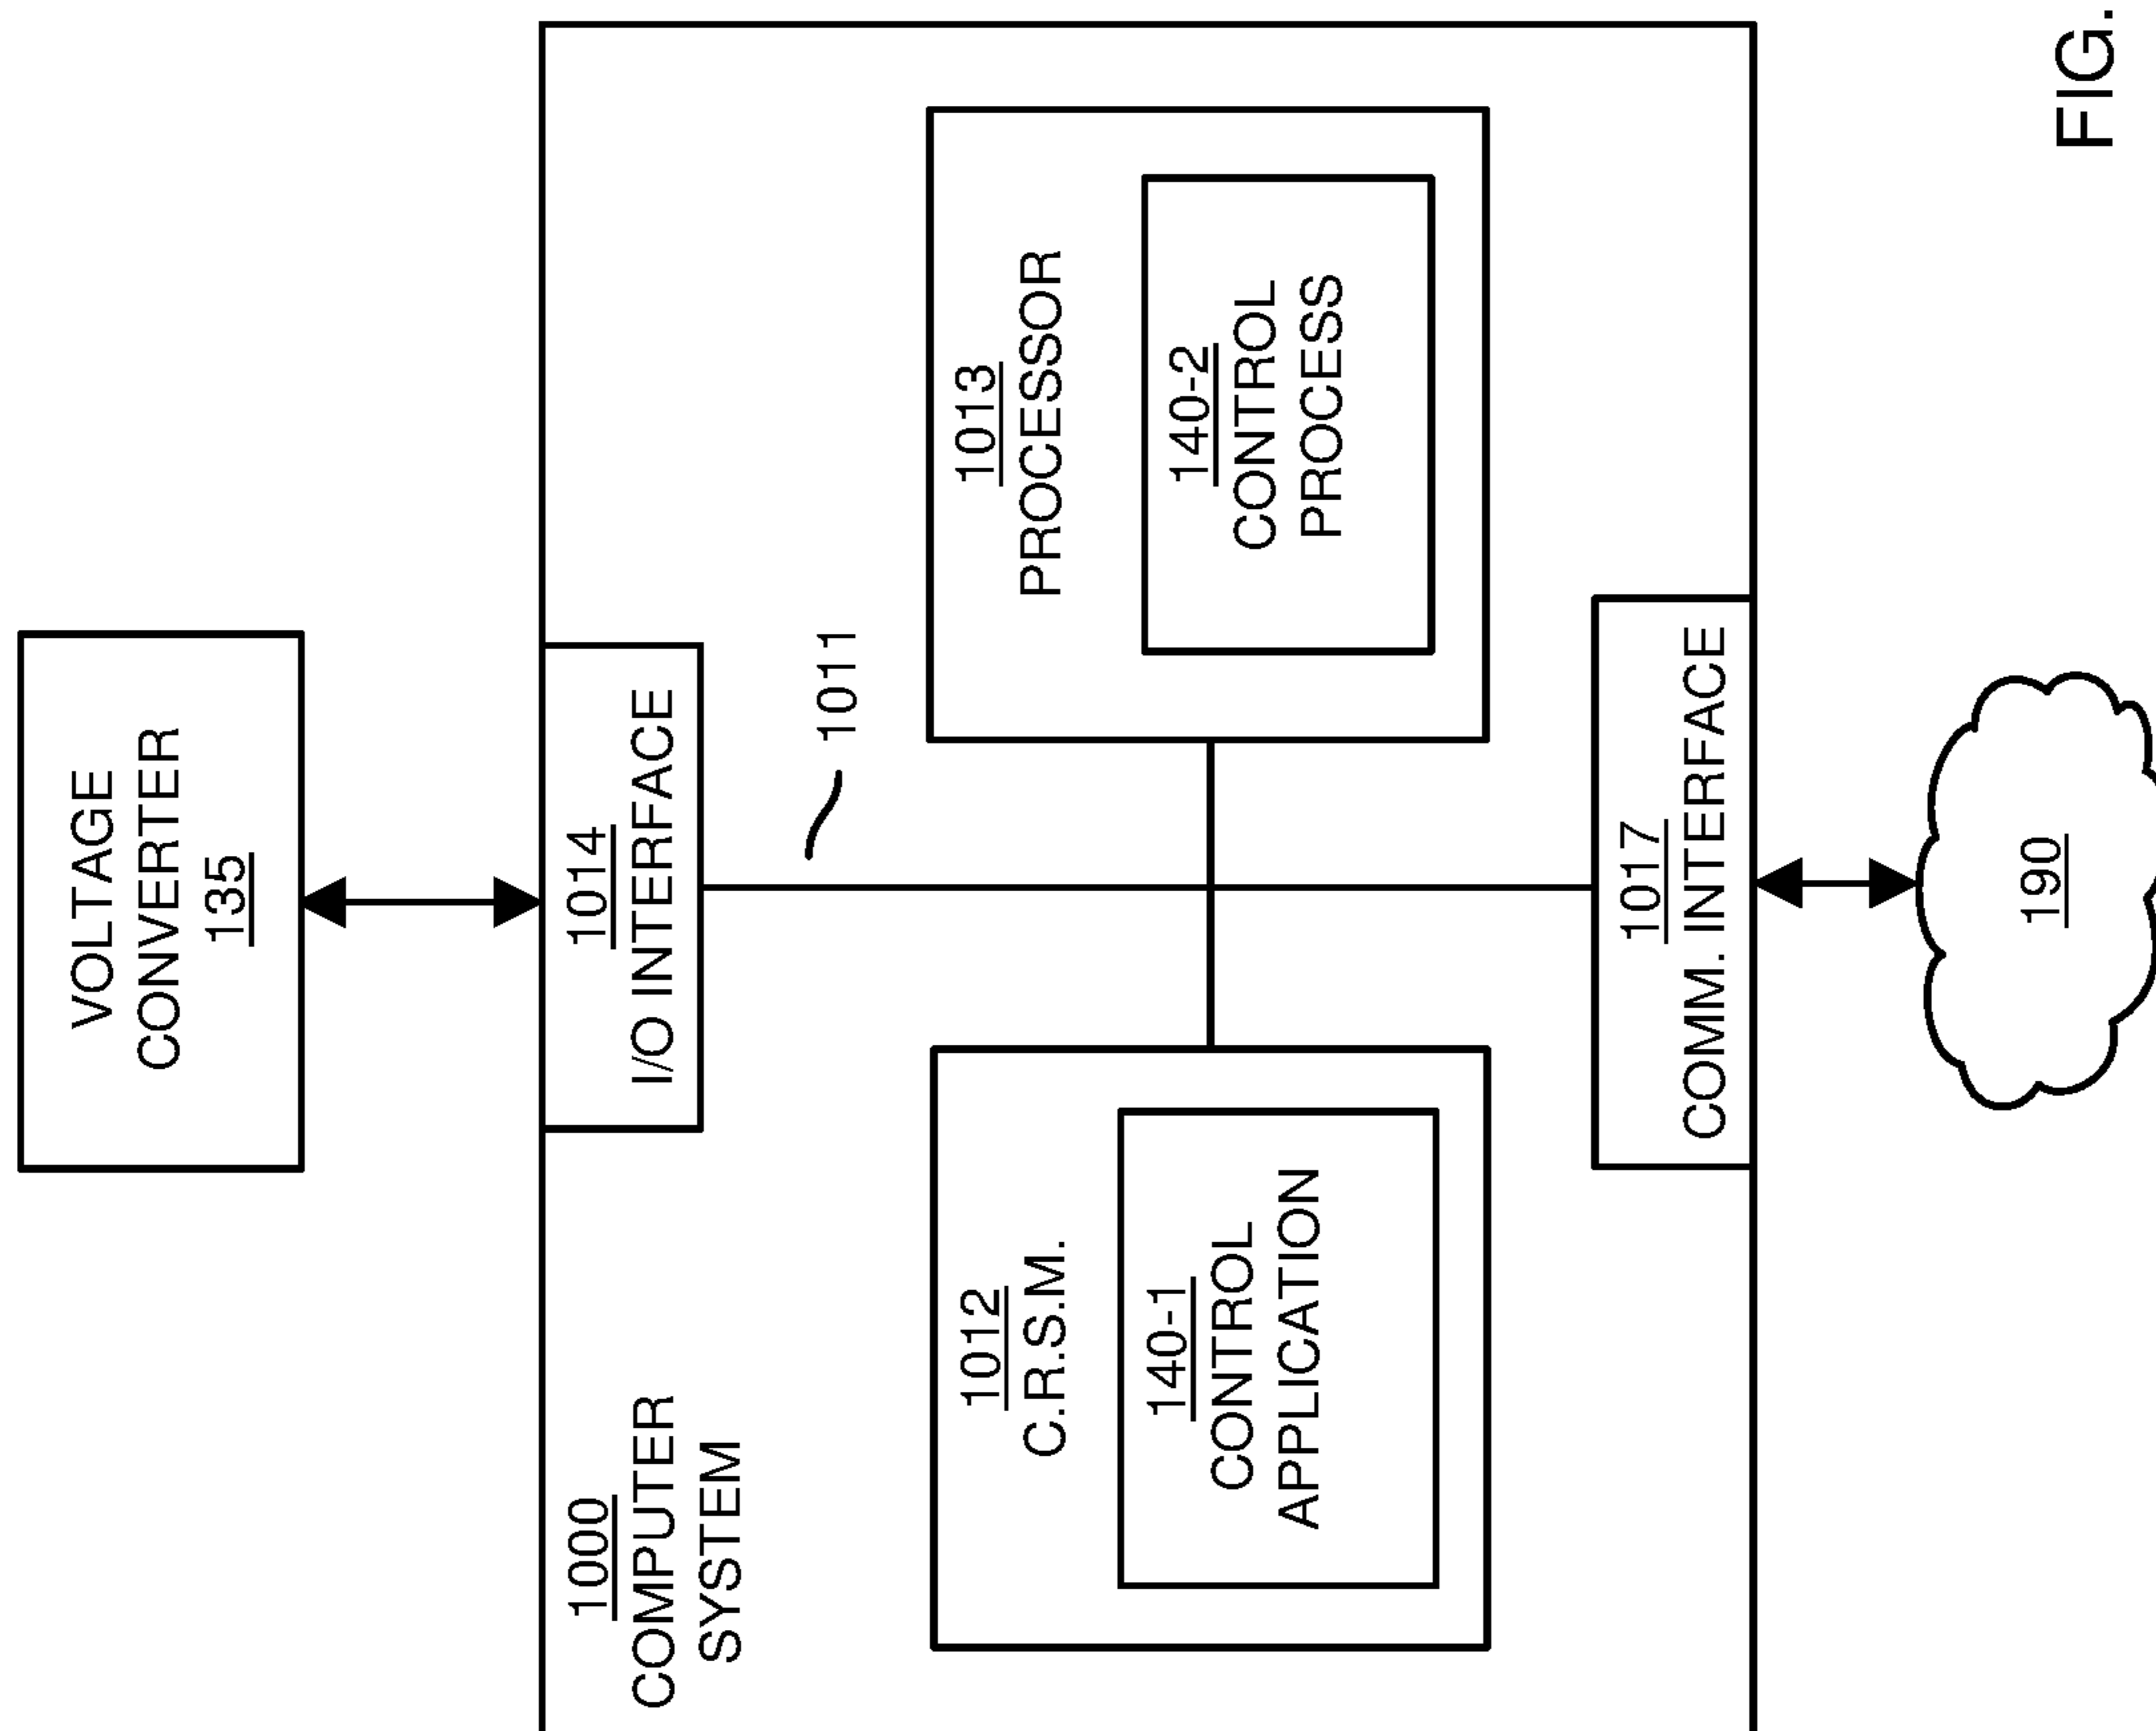 VOLTAGE
CONVERTER
135
1000
COMPUTER
SYSTEM
1014
I/O INTERFACE
1011
1012
C.R.S.M.
140-1
CONTROL
APPLICATION
1013
PROCESSOR
140-2
CONTROL
PROCESS
1017
COMM. INTERFACE
190
FIG.